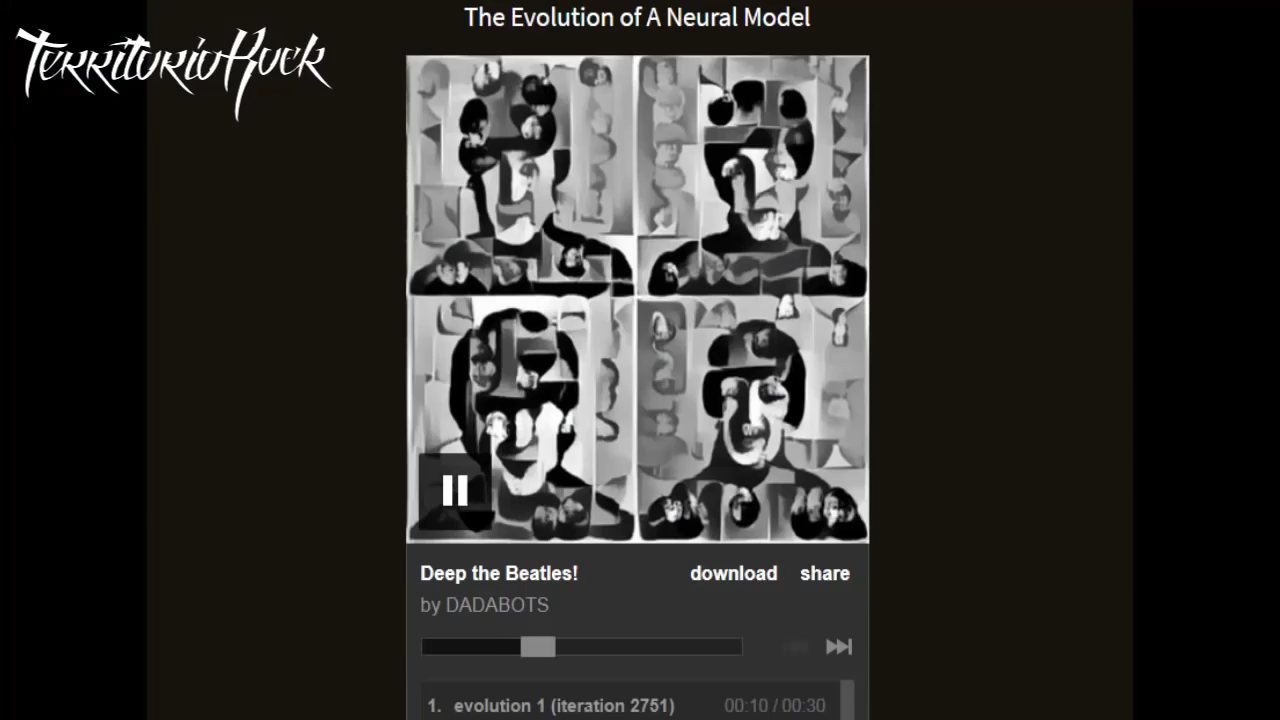 The Evolution of A Neural Model
TerritorioRock
Deep the Beatles!
download
share
by DADABOTS
1. evolution 1 (iteration 2751)
00:10 / 00:30